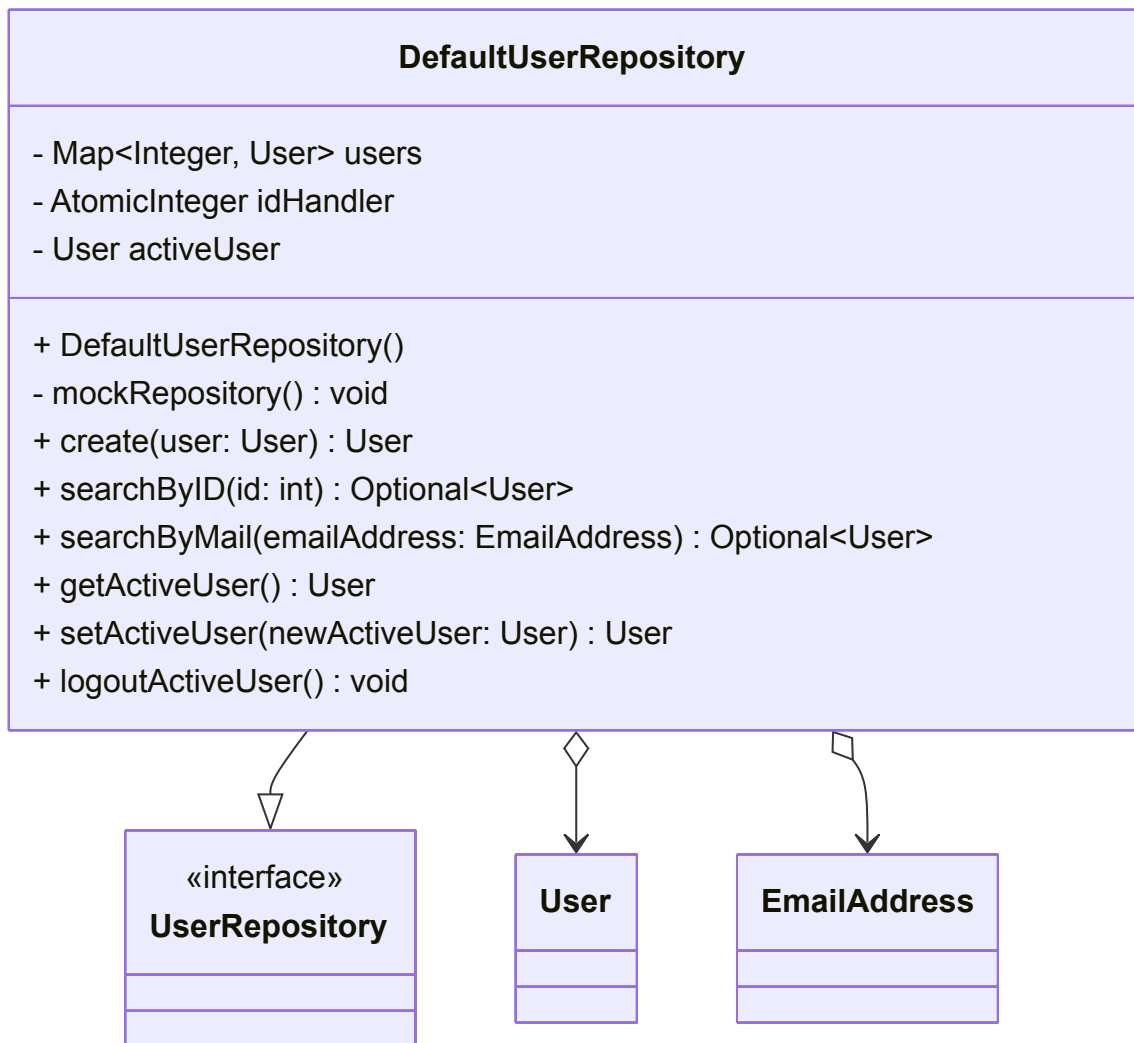 DefaultUserRepository
- Map<Integer, User> users
- AtomicInteger idHandler
- User activeUser
+ DefaultUserRepository()
- mockRepository() : void
+ create(user: User) : User
+ searchByID(id: int) : Optional<User>
+ searchByMail(emailAddress: EmailAddress) : Optional<User>
+ getActiveUser() : User
+ setActiveUser(newActiveUser: User) : User
+ logoutActiveUser() : void
«interface»
UserRepository
User
EmailAddress